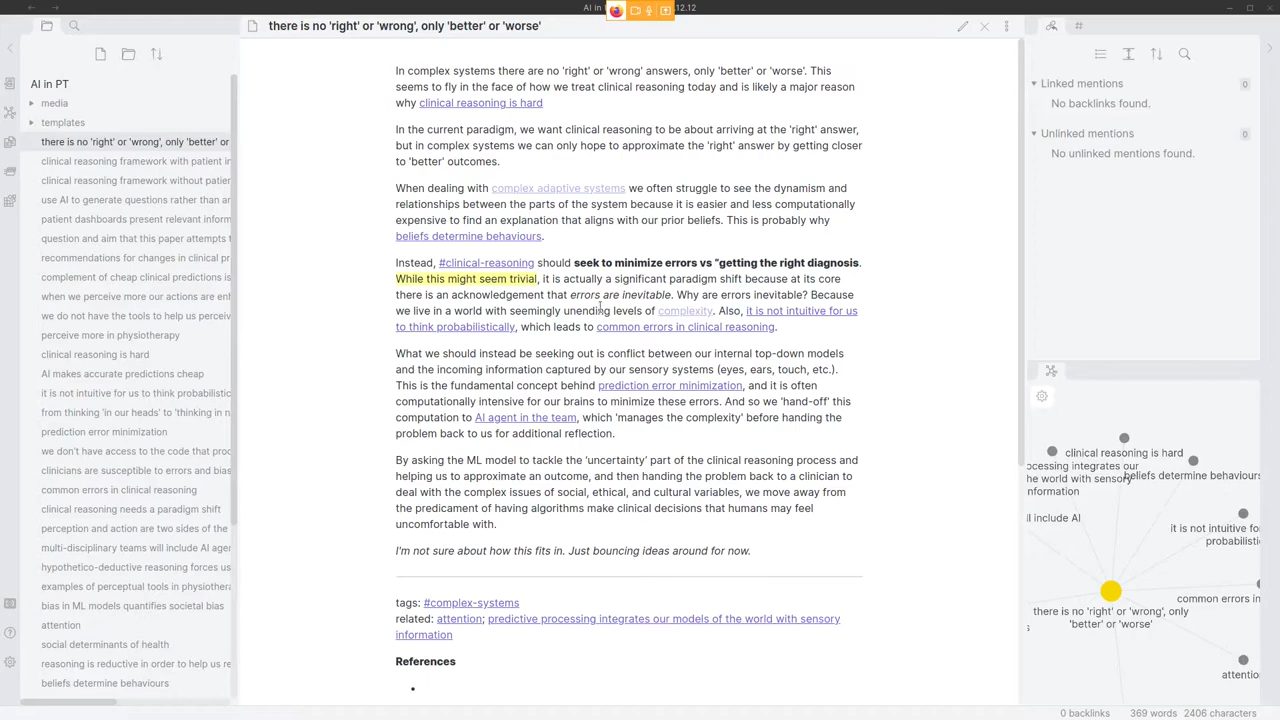 AI in
12.12
there is no 'right' or 'wrong', only 'better' or 'worse'
AI in PT
media
templates
there is no 'right' or 'wrong', only 'better' or
clinical reasoning framework with patient in
clinical reasoning framework without patier
use AI to generate questions rather than ar
patient dashboards present relevant inform
question and aim that this paper attempts t
recommendations for changes in clinical pr
complement of cheap clinical predictions is
when we perceive more our actions are enh
we do not have the tools to help us perceiv
perceive more in physiotherapy
clinical reasoning is hard
AI makes accurate predictions cheap
it is not intuitive for us to think probabilistic
from thinking 'in our heads' to 'thinking in n
prediction error minimization
we don't have access to the code that proc
clinicians are susceptible to errors and bias
common errors in clinical reasoning
clinical reasoning needs a paradigm shift
perception and action are two sides of the
multi-disciplinary teams will include AI ager
hypothetico-deductive reasoning forces us
examples of perceptual tools in physiothera
bias in ML models quantifies societal bias
attention
social determinants of health
reasoning is reductive in order to help us re
beliefs determine behaviours
In complex systems there are no 'right' or 'wrong' answers, only 'better' or 'worse'. This
seems to fly in the face of how we treat clinical reasoning today and is likely a major reason
why clinical reasoning is hard
In the current paradigm, we want clinical reasoning to be about arriving at the 'right' answer,
but in complex systems we can only hope to approximate the 'right' answer by getting closer
to 'better' outcomes.
When dealing with complex adaptive systems we often struggle to see the dynamism and
relationships between the parts of the system because it is easier and less computationally
expensive to find an explanation that aligns with our prior beliefs. This is probably why
beliefs determine behaviours.
Instead, #clinical-reasoning should seek to minimize errors vs “getting the right diagnosis.
While this might seem trivial, it is actually a significant paradigm shift because at its core
there is an acknowledgement that errors are inevitable. Why are errors inevitable? Because
we live in a world with seemingly unending levels of complexity. Also, it is not intuitive for us
to think probabilistically, which leads to common errors in clinical reasoning.
What we should instead be seeking out is conflict between our internal top-down models
and the incoming information captured by our sensory systems (eyes, ears, touch, etc.).
This is the fundamental concept behind prediction error minimization, and it is often
computationally intensive for our brains to minimize these errors. And so we 'hand-off' this
computation to AI agent in the team, which 'manages the complexity' before handing the
problem back to us for additional reflection.
By asking the ML model to tackle the ‘uncertainty’ part of the clinical reasoning process and
helping us to approximate an outcome, and then handing the problem back to a clinician to
deal with the complex issues of social, ethical, and cultural variables, we move away from
the predicament of having algorithms make clinical decisions that humans may feel
uncomfortable with.
I'm not sure about how this fits in. Just bouncing ideas around for now.
tags: #complex-systems
related: attention; predictive processing integrates our models of the world with sensory
information
References
•
#
Linked mentions
0
No backlinks found.
Unlinked mentions
0
No unlinked mentions found.
clinical reasoning is hard
ocessing integrates our
the world with sensory
nformation
beliefs determine behaviours
ll include AI
it is not intuitive fo
probabilisti
common errors in
there is no 'right' or 'wrong', only
'better' or 'worse'
s
attentio
0 backlinks
369 words
2406 characters